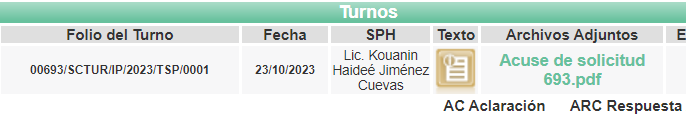 Turnos
Folio del Turno Fecha SPH Texto Archivos Adjuntos E
00693/SCTUR/IP/2023/TSP/0001 23/10/2023 Lic. Kouanin Haideé Jiménez Cuevas Acuse de solicitud 693.pdf
AC Aclaración ARC Respuesta